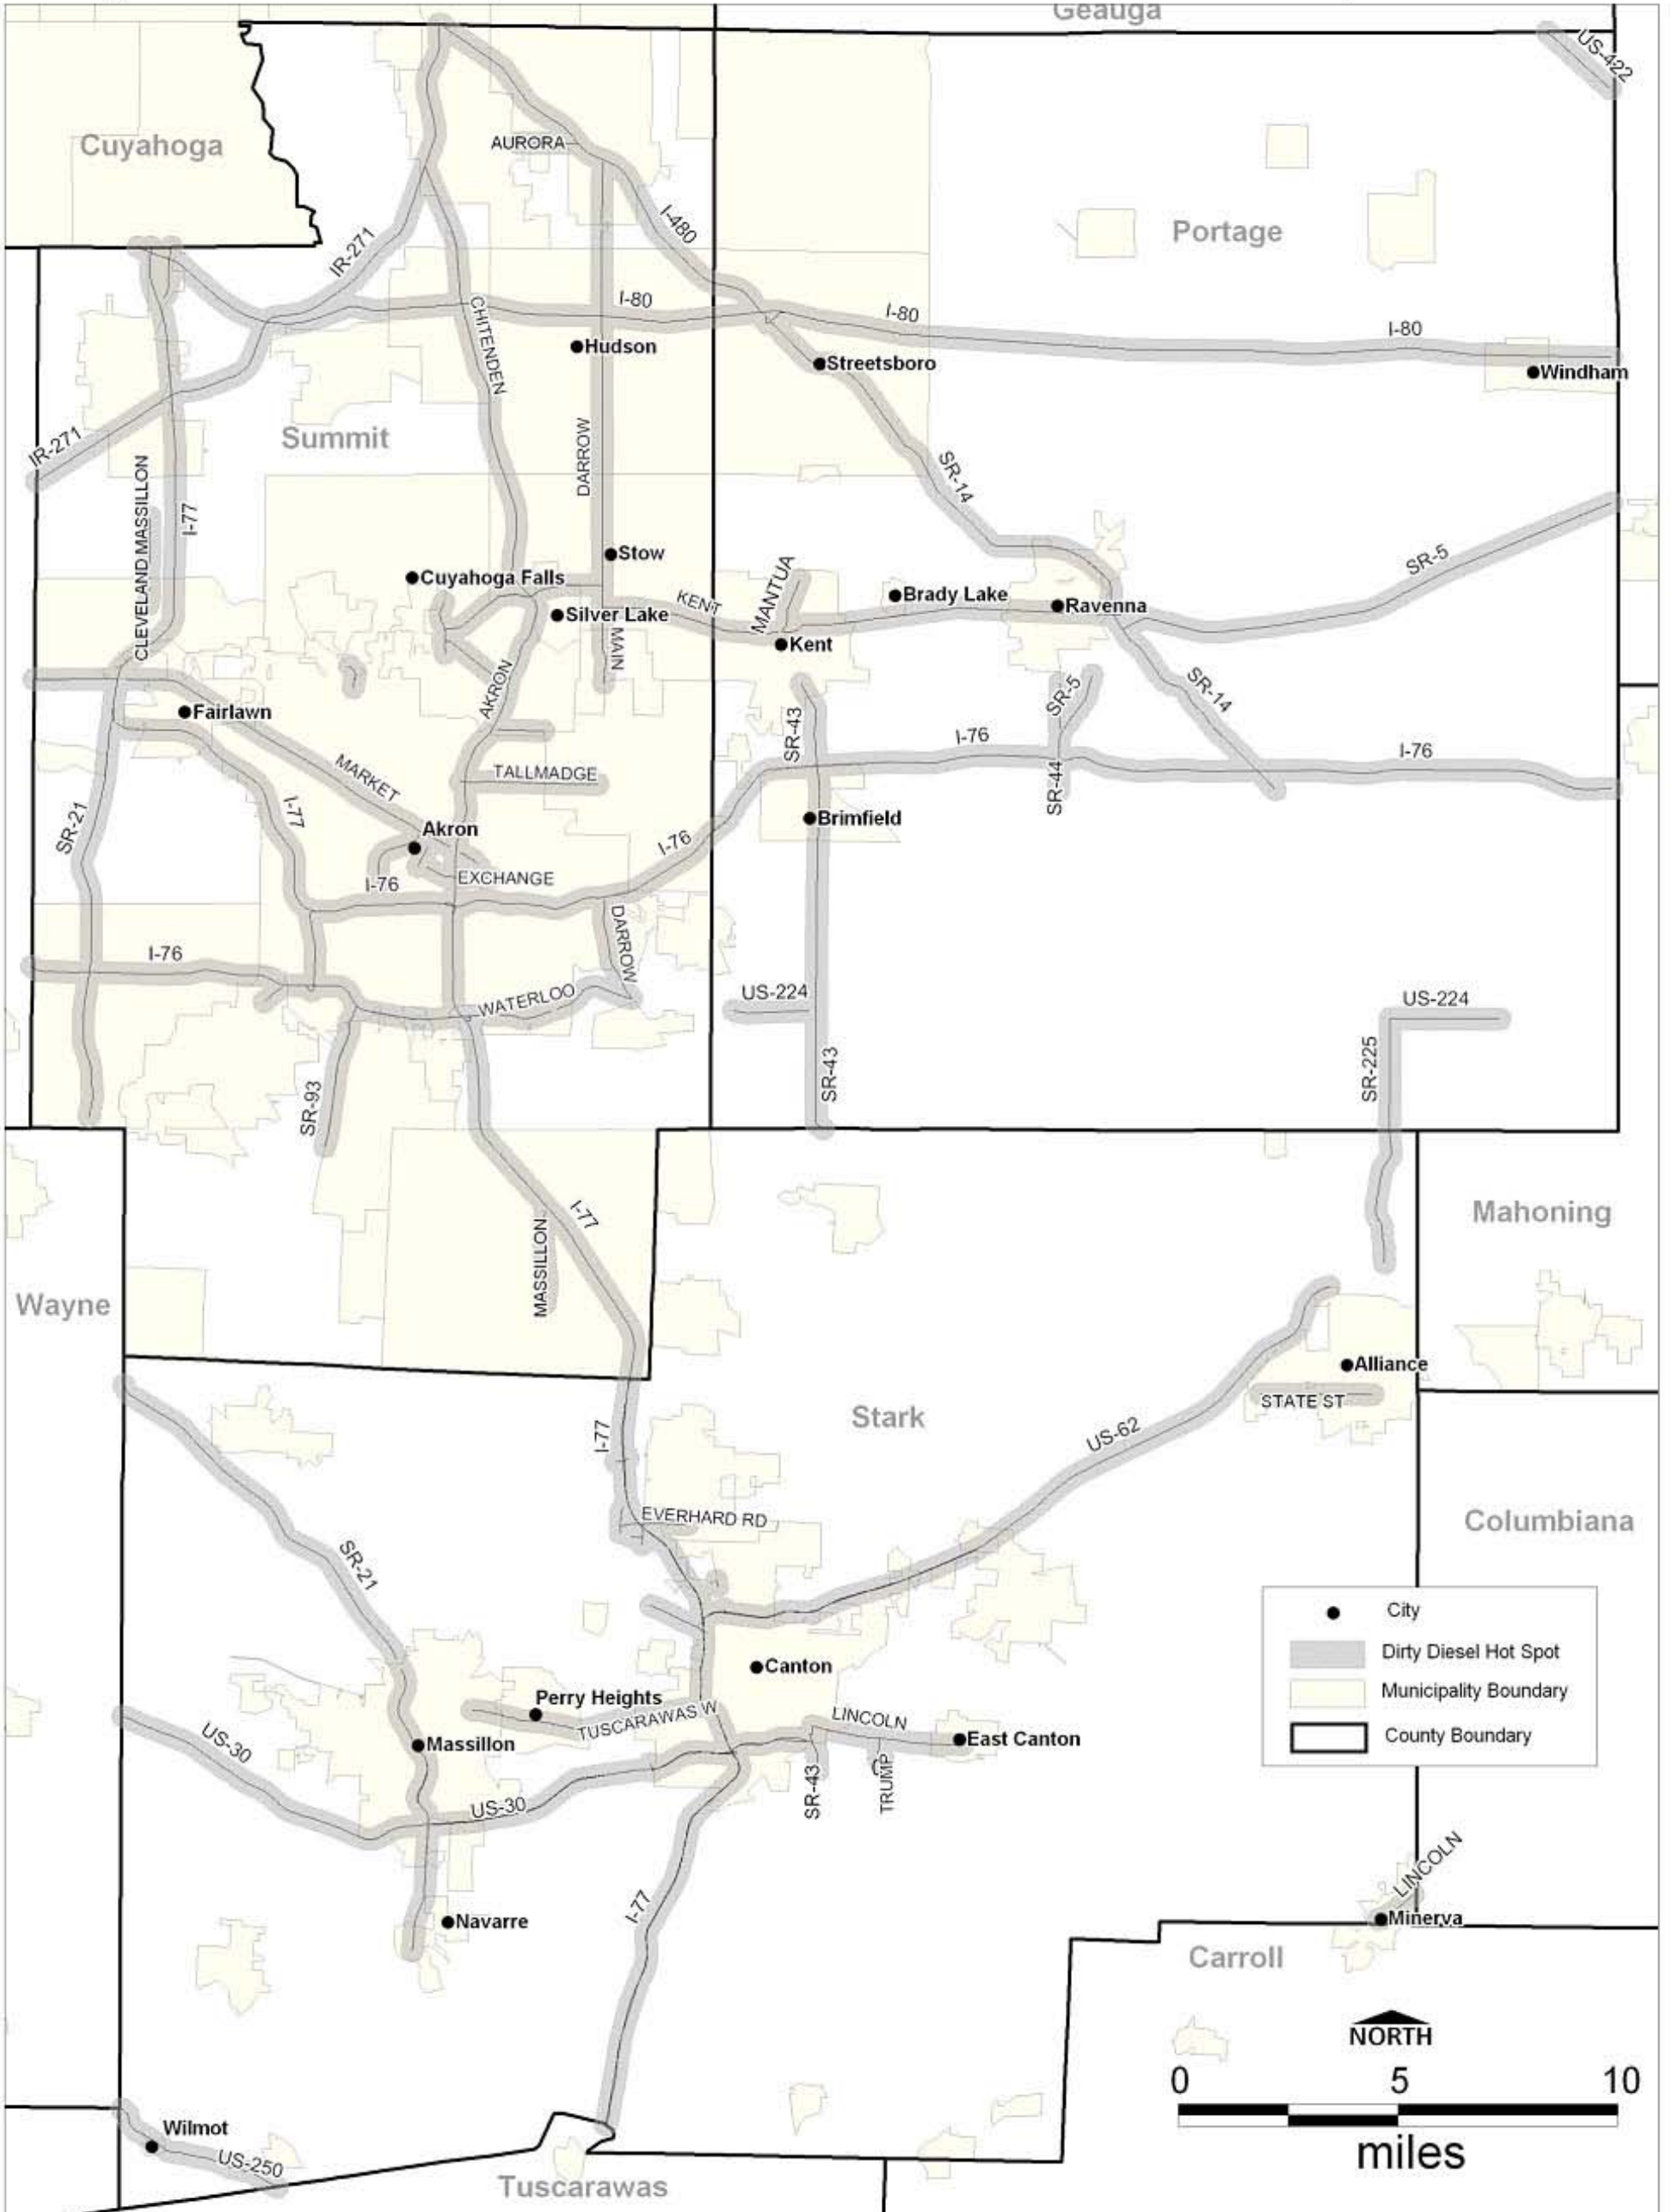 Geauga
US-422
Cuyahoga
AURORA
Portage
I-480
IR-271
I-80
I-80
I-80
CHITENDEN
Hudson
Streetsboro
Windham
Summit
IR-271
DARROW
SR-14
CLEVELAND MASSILLON
I-77
Stow
Cuyahoga Falls
SR-5
Silver Lake
KENT
MANTUA
Brady Lake
Ravenna
MAIN
Kent
AKRON
SR-5
SR-14
Fairlawn
SR-43
I-76
I-76
MARKET
TALLMADGE
SR-44
SR-21
I-77
Akron
Brimfield
I-76
I-76
EXCHANGE
DARROW
I-76
WATERLOO
US-224
US-224
SR-93
SR-43
SR-225
I-77
Mahoning
MASSILLON
Wayne
Alliance
STATE ST
Stark
I-77
US-62
EVERHARD RD
Columbiana
SR-21
City
Dirty Diesel Hot Spot
Municipality Boundary
County Boundary
Canton
Perry Heights
TUSCARAWAS W
LINCOLN
East Canton
US-30
Massillon
SR-43
TRUMP
US-30
LINCOLN
I-77
Navarre
Minerva
Carroll
NORTH
0 5 10
miles
Wilmot
US-250
Tuscarawas